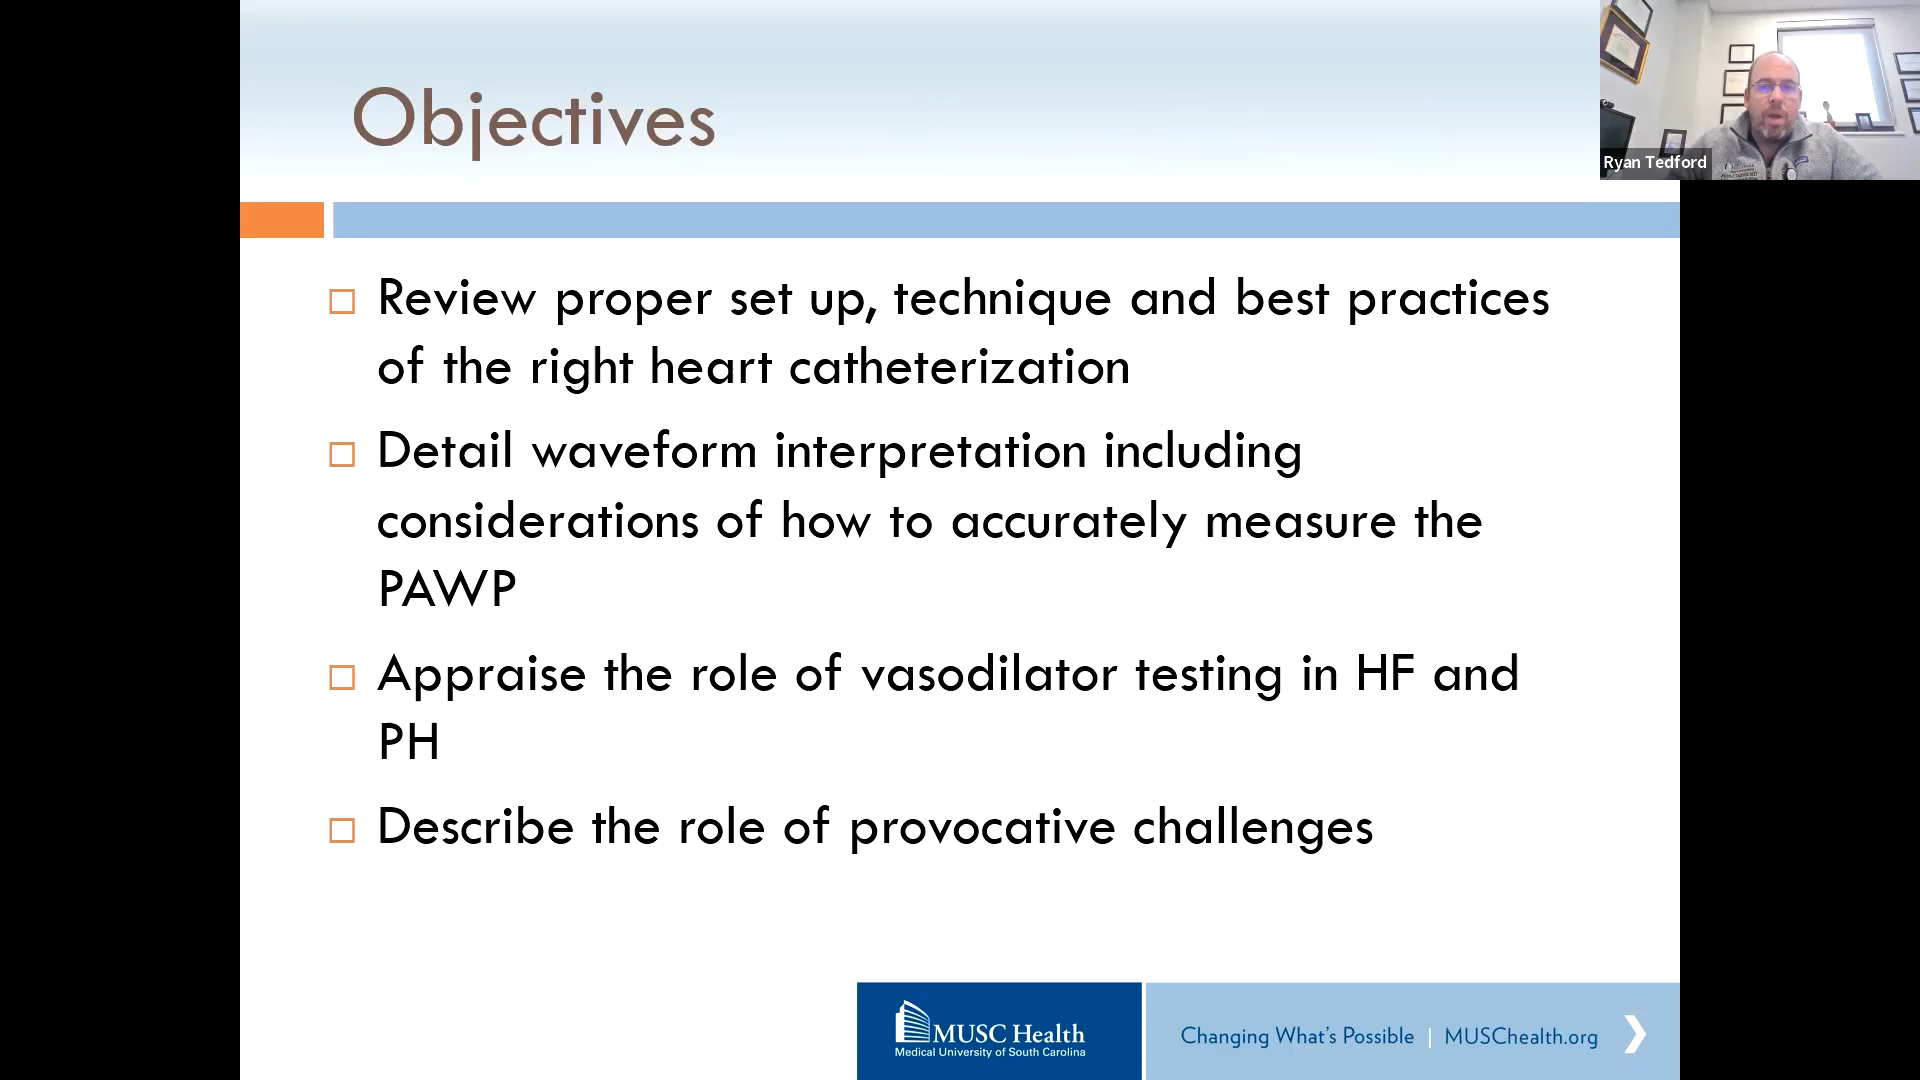 Objectives
Ryan Tedford
Review proper set up, technique and best practices
of the right heart catheterization
Detail waveform interpretation including
considerations of how to accurately measure the
PAWP
Appraise the role of vasodilator testing in HF and
PH
Describe the role of provocative challenges
MUSC Health
Medical University of South Carolina
Changing What's Possible | MUSChealth.org